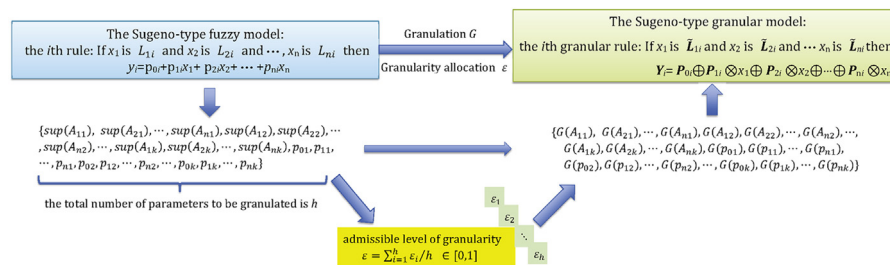 The Sugeno-type fuzzy model:
the ith rule: If x₁ is L₁ᵢ and x₂ is L₂ᵢ and ⋯, xₙ is Lₙᵢ then
yᵢ=p₀ᵢ+p₁ᵢx₁+ p₂ᵢx₂+ ⋯ +pₙᵢxₙ
Granulation G
Granularity allocation ε
The Sugeno-type granular model:
the ith granular rule: If x₁ is L̃₁ᵢ and x₂ is L̃₂ᵢ and ⋯ xₙ is L̃ₙᵢ then
Yᵢ= P₀ᵢ⊕P₁ᵢ ⊗x₁⊕ P₂ᵢ ⊗x₂⊕ ⋯⊕ Pₙᵢ ⊗ xₙ
{sup(A₁₁), sup(A₂₁),⋯, sup(Aₙ₁), sup(A₁₂), sup(A₂₂),⋯
,sup(Aₙ₂),⋯, sup(A₁ₖ), sup(A₂ₖ),⋯, sup(Aₙₖ), p₀₁, p₁₁,
⋯, pₙ₁, p₀₂, p₁₂, ⋯, pₙ₂, ⋯, p₀ₖ, p₁ₖ, ⋯, pₙₖ}
the total number of parameters to be granulated is h
{G(A₁₁), G(A₂₁),⋯, G(Aₙ₁), G(A₁₂), G(A₂₂),⋯, G(Aₙ₂),⋯,
G(A₁ₖ), G(A₂ₖ),⋯, G(Aₙₖ), G(p₀₁), G(p₁₁),⋯, G(pₙ₁),
G(p₀₂), G(p₁₂),⋯, G(pₙ₂),⋯, G(p₀ₖ), G(p₁ₖ),⋯, G(pₙₖ)}
ε₁
ε₂
⋱
εₕ
admissible level of granularity
ε = ∑ʰᵢ₌₁ εᵢ/h ∈ [0,1]